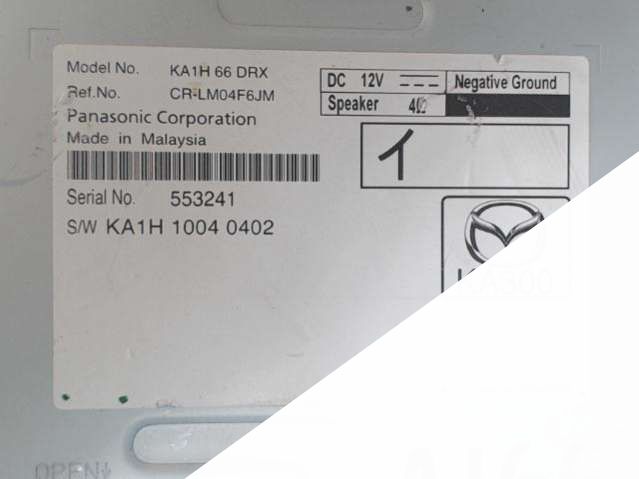 Model No. KA1H 66 DRX
Ref.No. CR-LM04F6JM
Panasonic Corporation
Made in Malaysia
Serial No. 553241
S/W KA1H 1004 0402
DC 12V Negative Ground
Speaker 4Ω
イ
KA300
OPEN